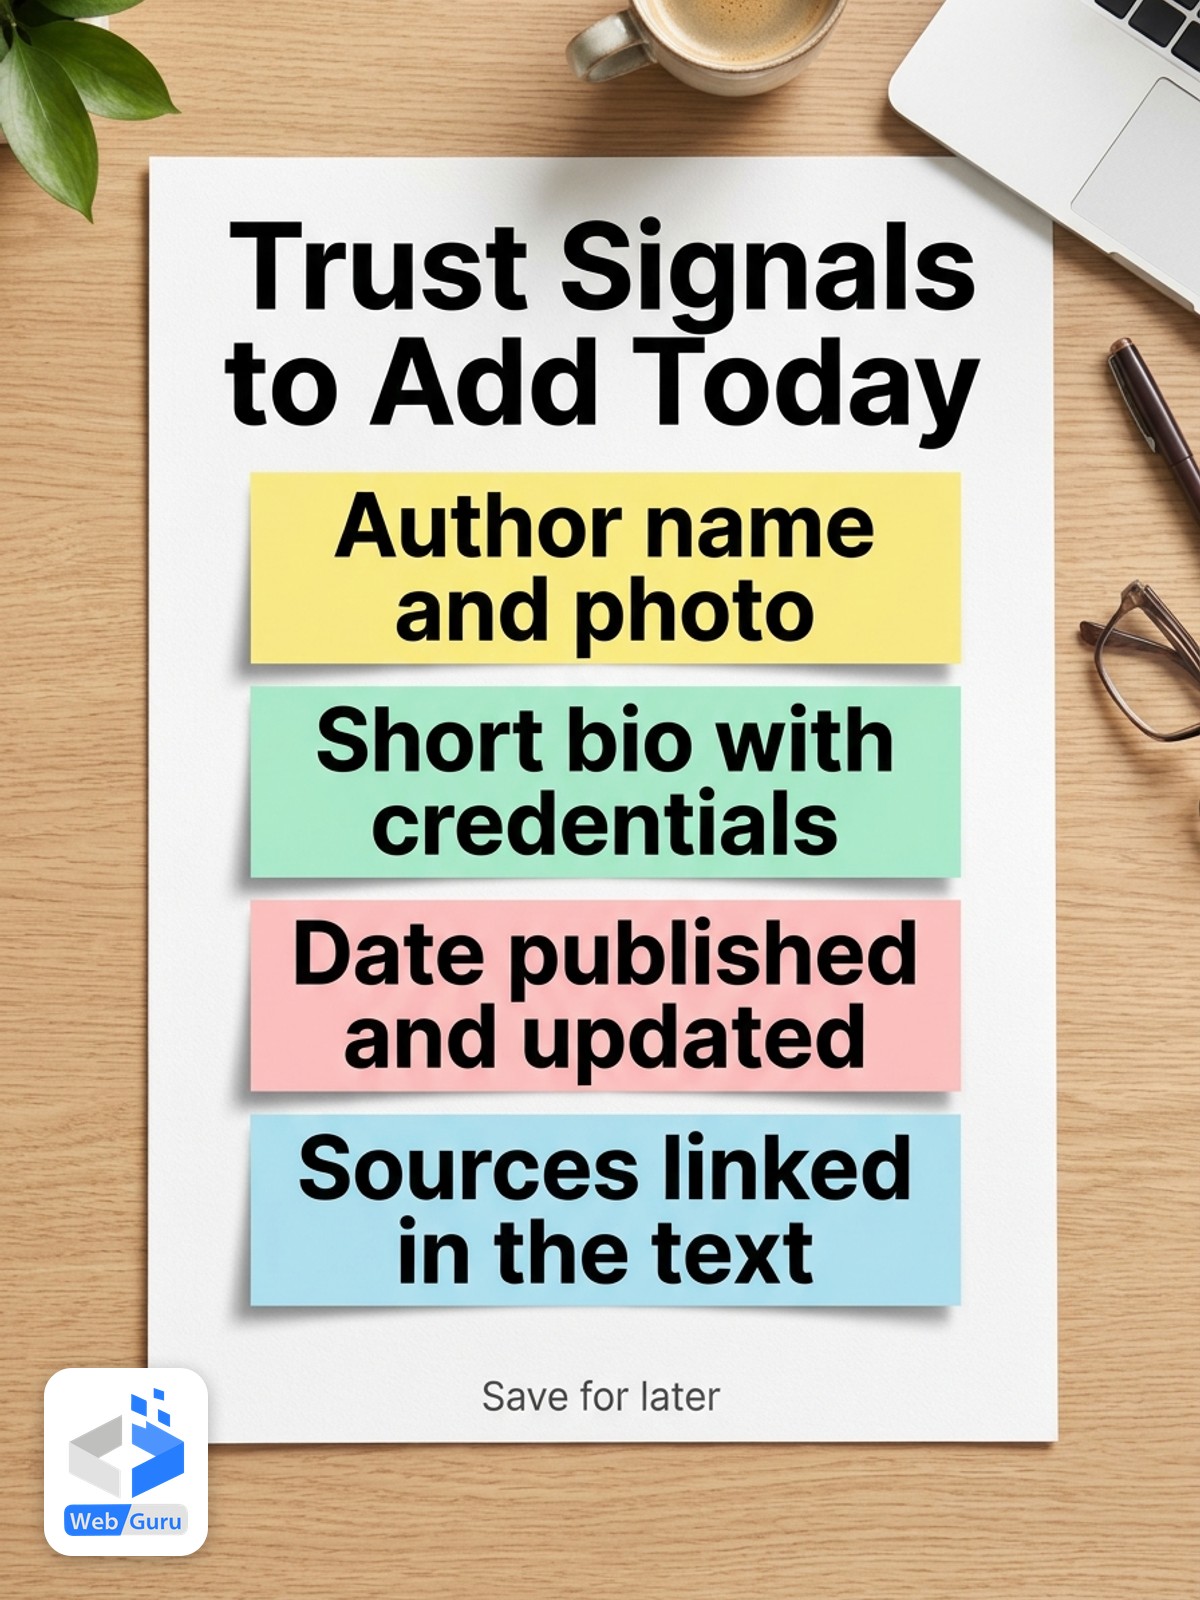 Trust Signals
to Add Today
Author name
and photo
Short bio with
credentials
Date published
and updated
Sources linked
in the text
Save for later
Web Guru